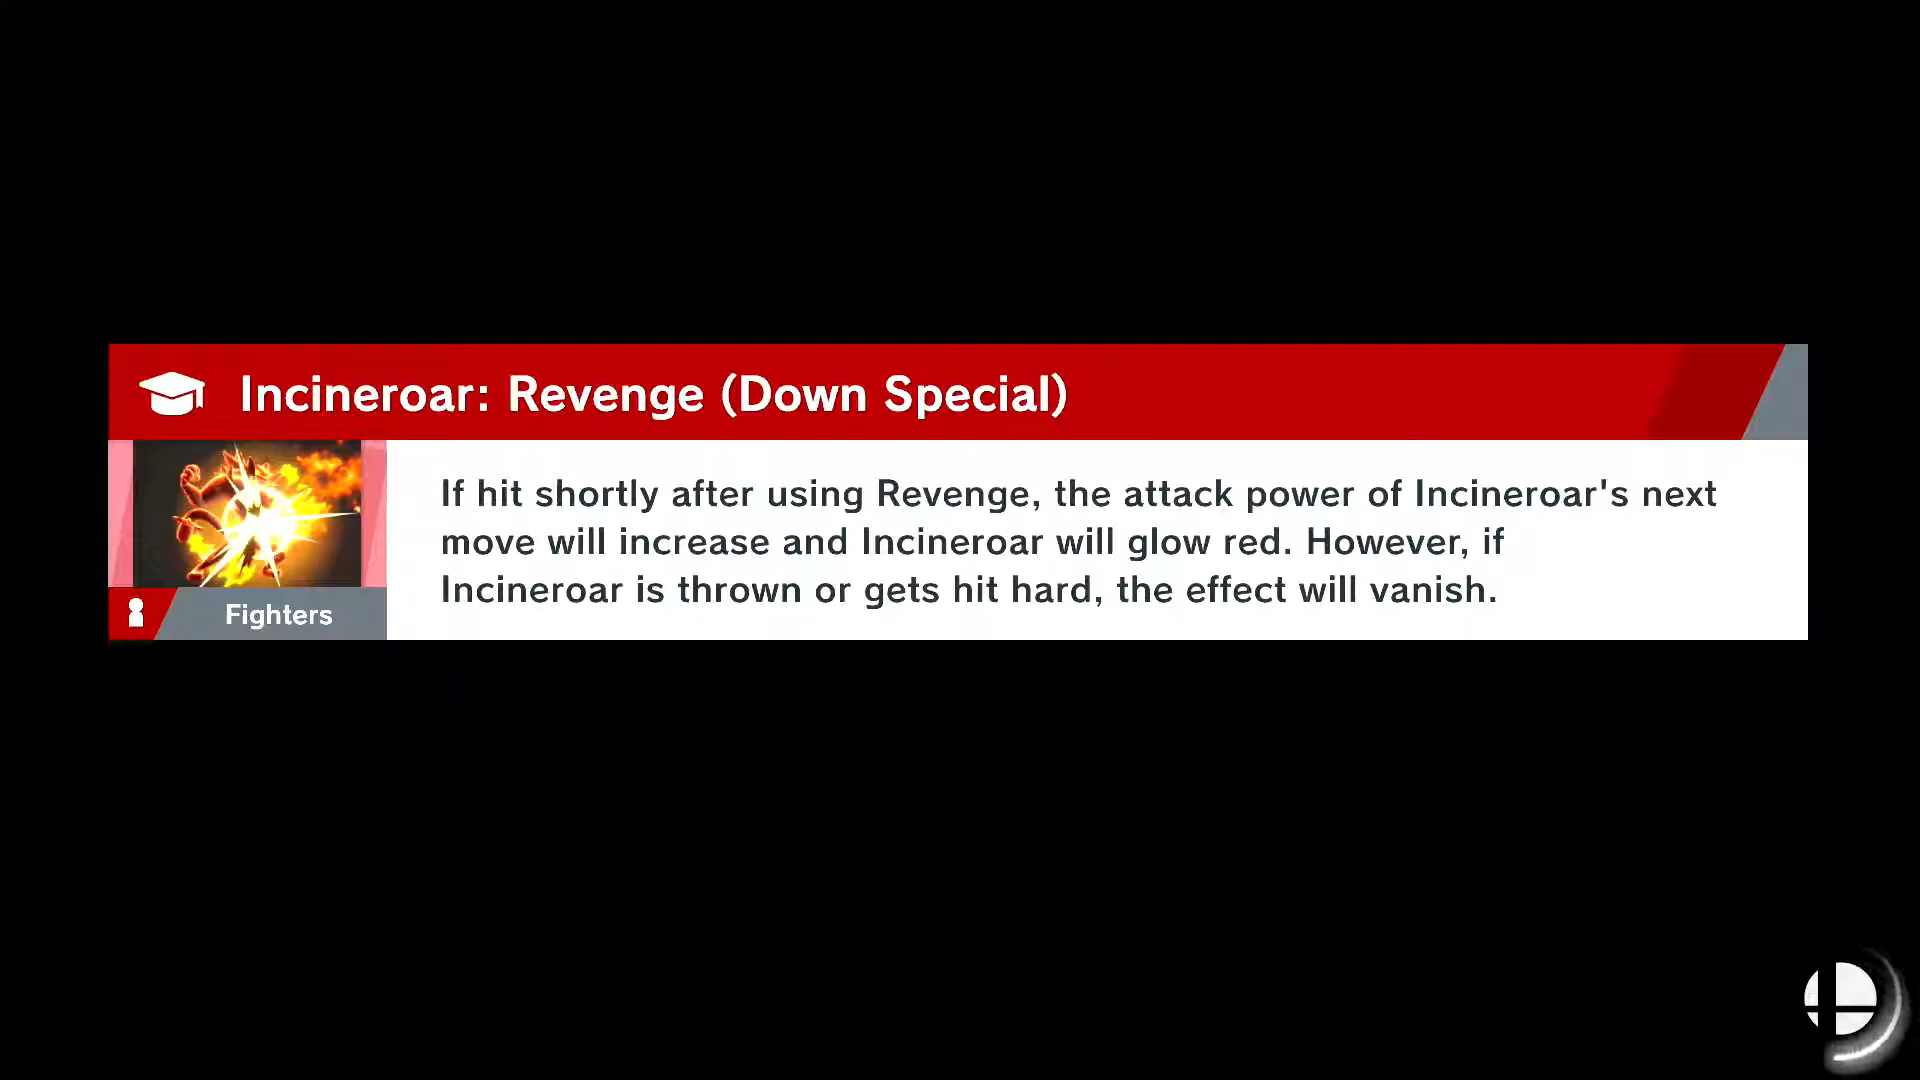 Incineroar: Revenge (Down Special)
If hit shortly after using Revenge, the attack power of Incineroar's next
move will increase and Incineroar will glow red. However, if
Incineroar is thrown or gets hit hard, the effect will vanish.
Fighters